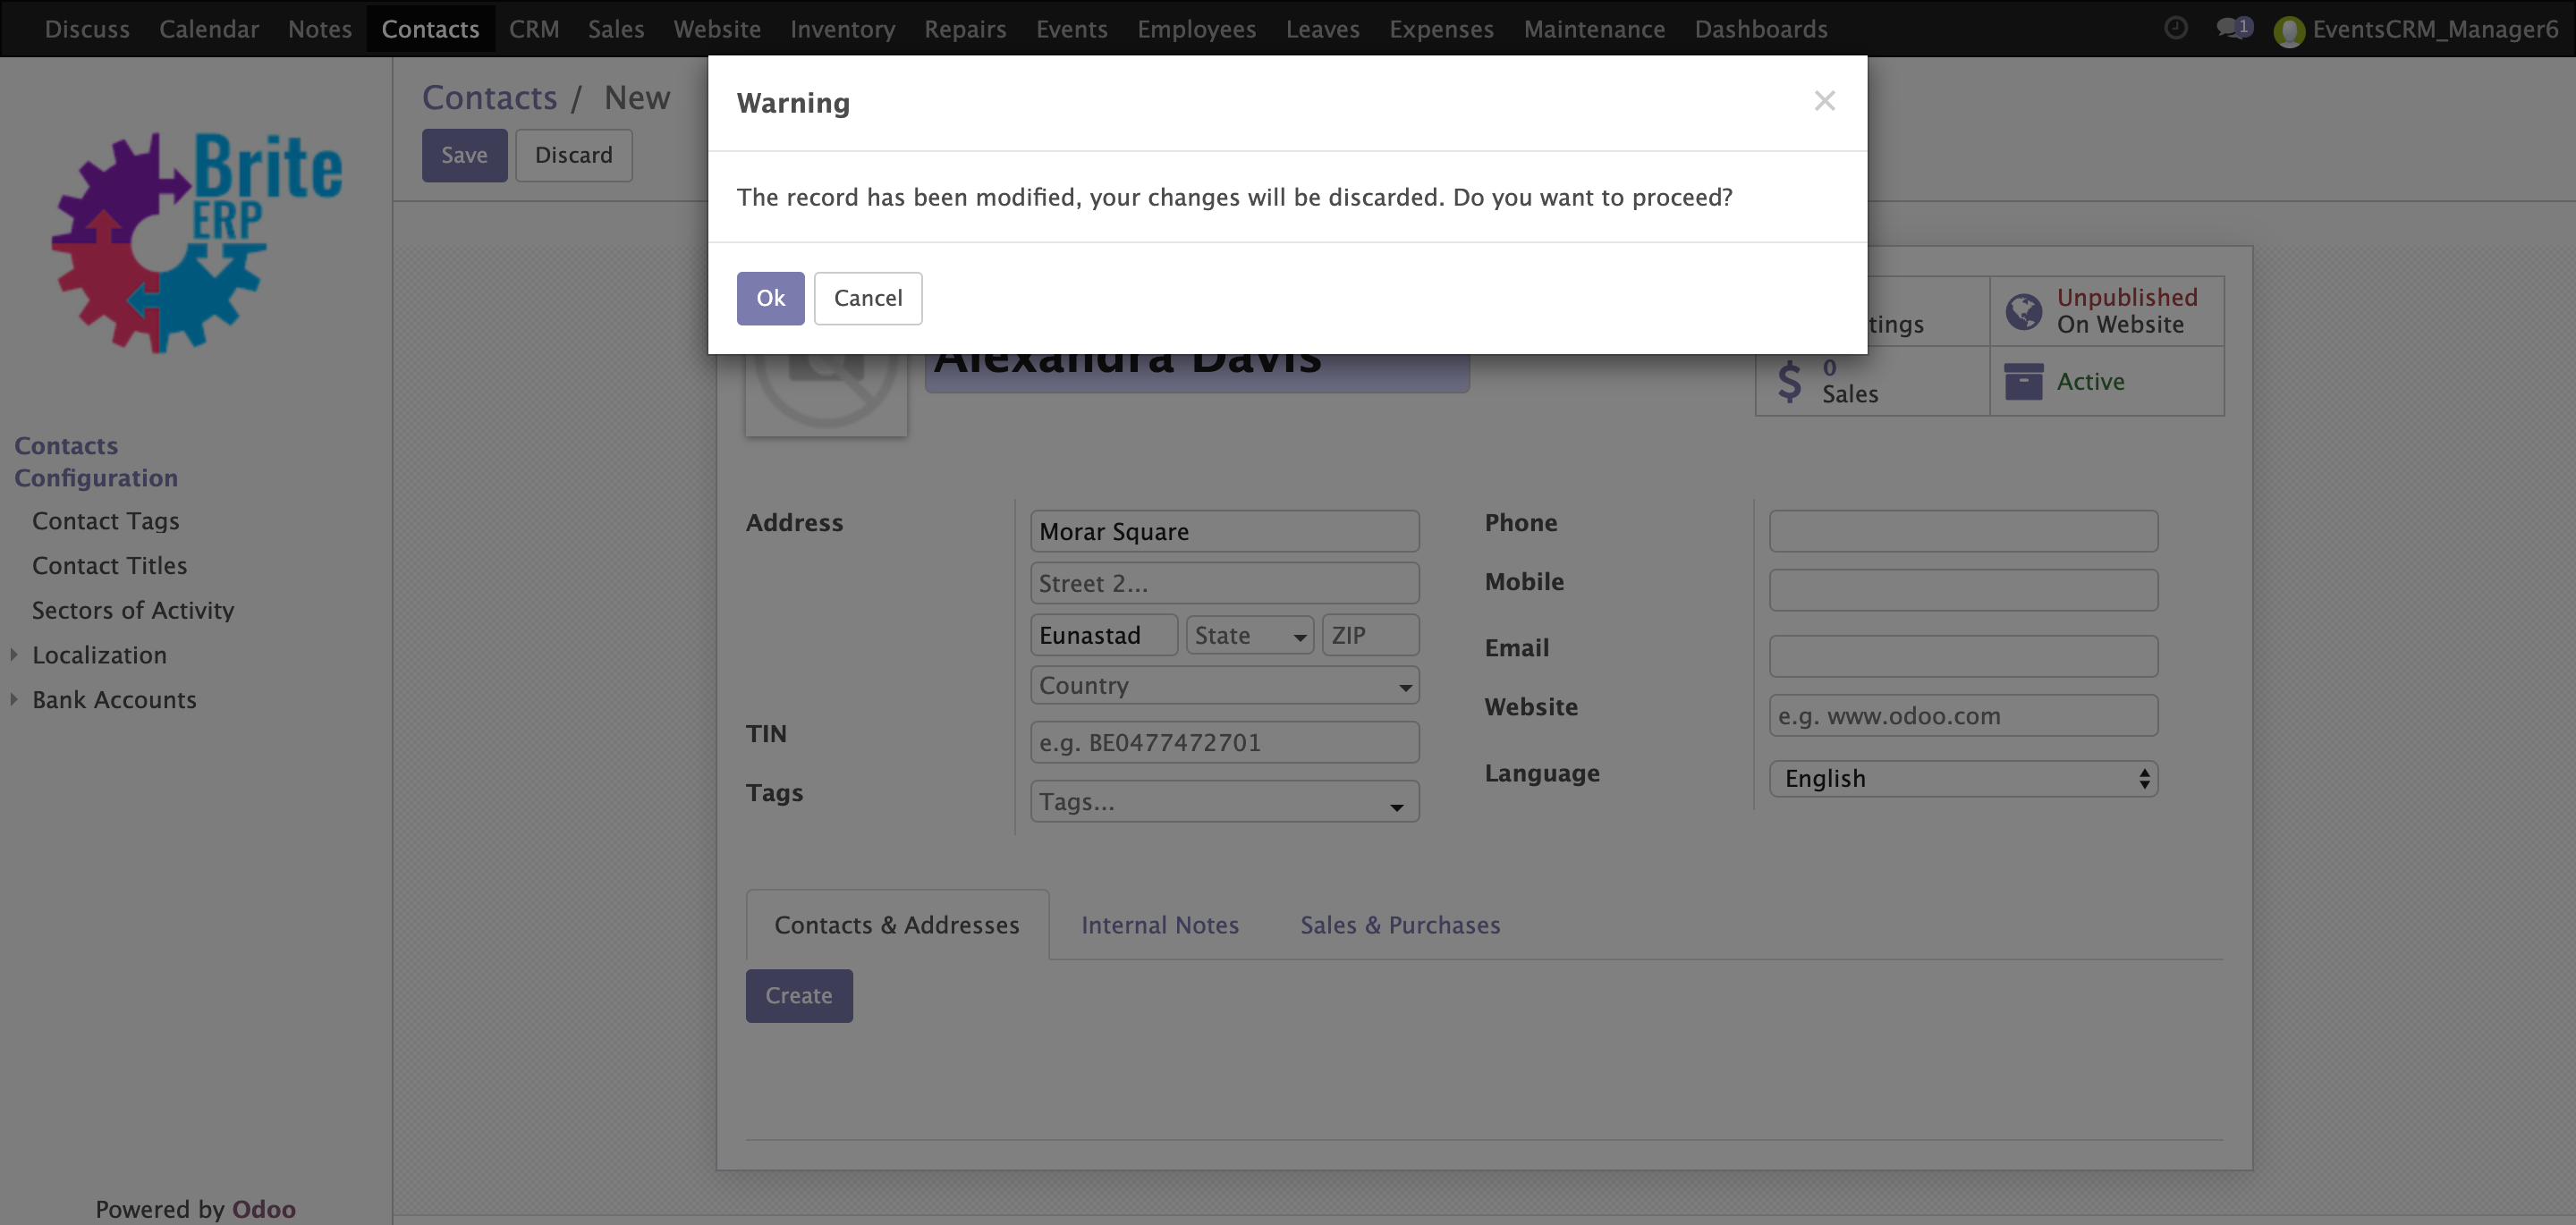 Discuss Calendar Notes Contacts CRM Sales Website Inventory Repairs Events Employees Leaves Expenses Maintenance Dashboards 1 EventsCRM_Manager6
Brite
ERP
Contacts
Configuration
Contact Tags
Contact Titles
Sectors of Activity
Localization
Bank Accounts
Powered by Odoo
Contacts / New
Save Discard
Warning ×
The record has been modified, your changes will be discarded. Do you want to proceed?
Ok Cancel
Alexandra Davis
tings
Unpublished
On Website
$ 0
Sales
Active
Address Morar Square
Street 2...
Eunastad State ZIP
Country
TIN e.g. BE0477472701
Tags Tags...
Phone
Mobile
Email
Website e.g. www.odoo.com
Language English
Contacts & Addresses Internal Notes Sales & Purchases
Create